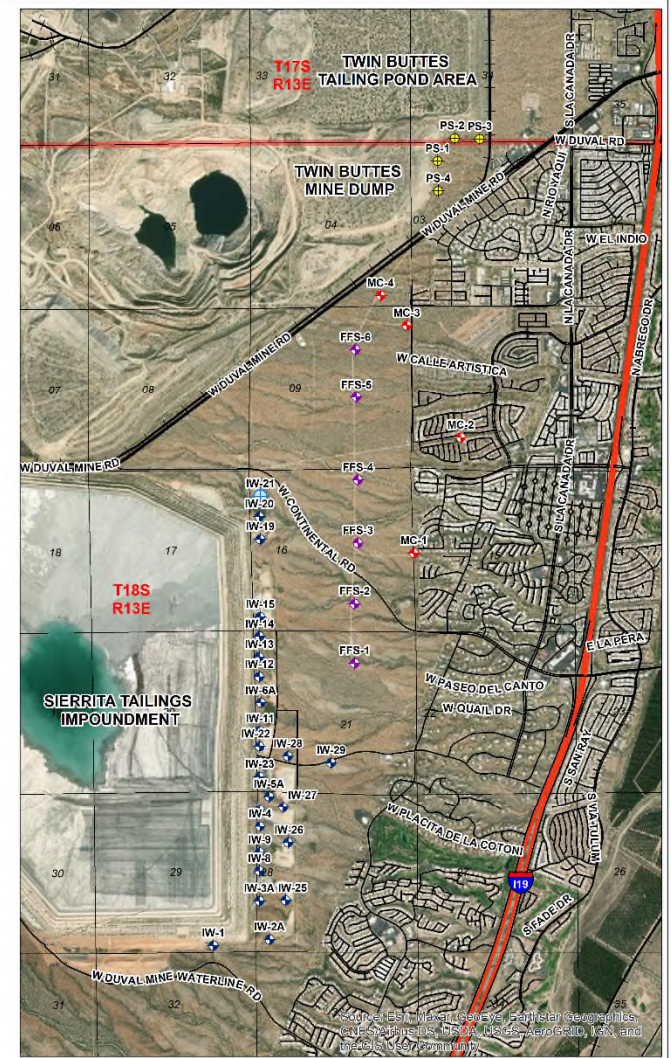 31
32
33
T17S
R13E
TWIN BUTTES
TAILING POND AREA
34
S LA CANADA DR
35
PS-2
PS-3
W DUVAL RD
PS-1
PS-4
TWIN BUTTES
MINE DUMP
N RIO YAQUI
W DUVAL MINE RD
05
04
03
06
W EL INDIO
N LA CANADA DR
N ABREGO DR
MC-4
MC-3
FFS-6
W CALLE ARTISTICA
W DUVAL MINE RD
FFS-5
07
08
09
MC-2
FFS-4
W DUVAL MINE RD
S LA CANADA DR
IW-21
IW-20
IW-19
W CONTINENTAL RD
FFS-3
MC-1
18
17
16
T18S
R13E
FFS-2
IW-15
IW-14
IW-13
IW-12
FFS-1
E LA PERA
W PASEO DEL CANTO
IW-6A
W QUAIL DR
SIERRITA TAILINGS
IMPOUNDMENT
IW-11
IW-22
21
IW-28
IW-29
IW-23
S SAN RAY
IW-5A
IW-27
S VIA TULUM
IW-4
W PLACITA DE LA COTONI
IW-26
IW-9
IW-8
30
29
28
27
26
I19
IW-3A
IW-25
S FADE DR
IW-1
IW-2A
W DUVAL MINE WATERLINE RD
31
32
33
34
35
Source: Esri, Maxar, GeoEye, Earthstar Geographics,
CNES/Airbus DS, USDA, USGS, AeroGRID, IGN, and
the GIS User Community